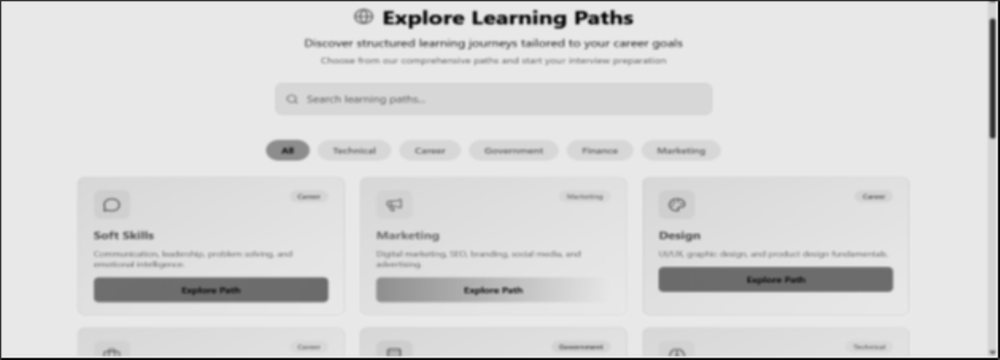 Explore Learning Paths
Discover structured learning journeys tailored to your career goals
Choose from our comprehensive paths and start your interview preparation
Search learning paths...
All Technical Career Government Finance Marketing
Career
Soft Skills
Communication, leadership, problem solving, and
emotional intelligence.
Explore Path
Marketing
Marketing
Digital marketing, SEO, branding, social media, and
advertising.
Explore Path
Career
Design
UI/UX, graphic design, and product design fundamentals.
Explore Path
Career
Government
Technical